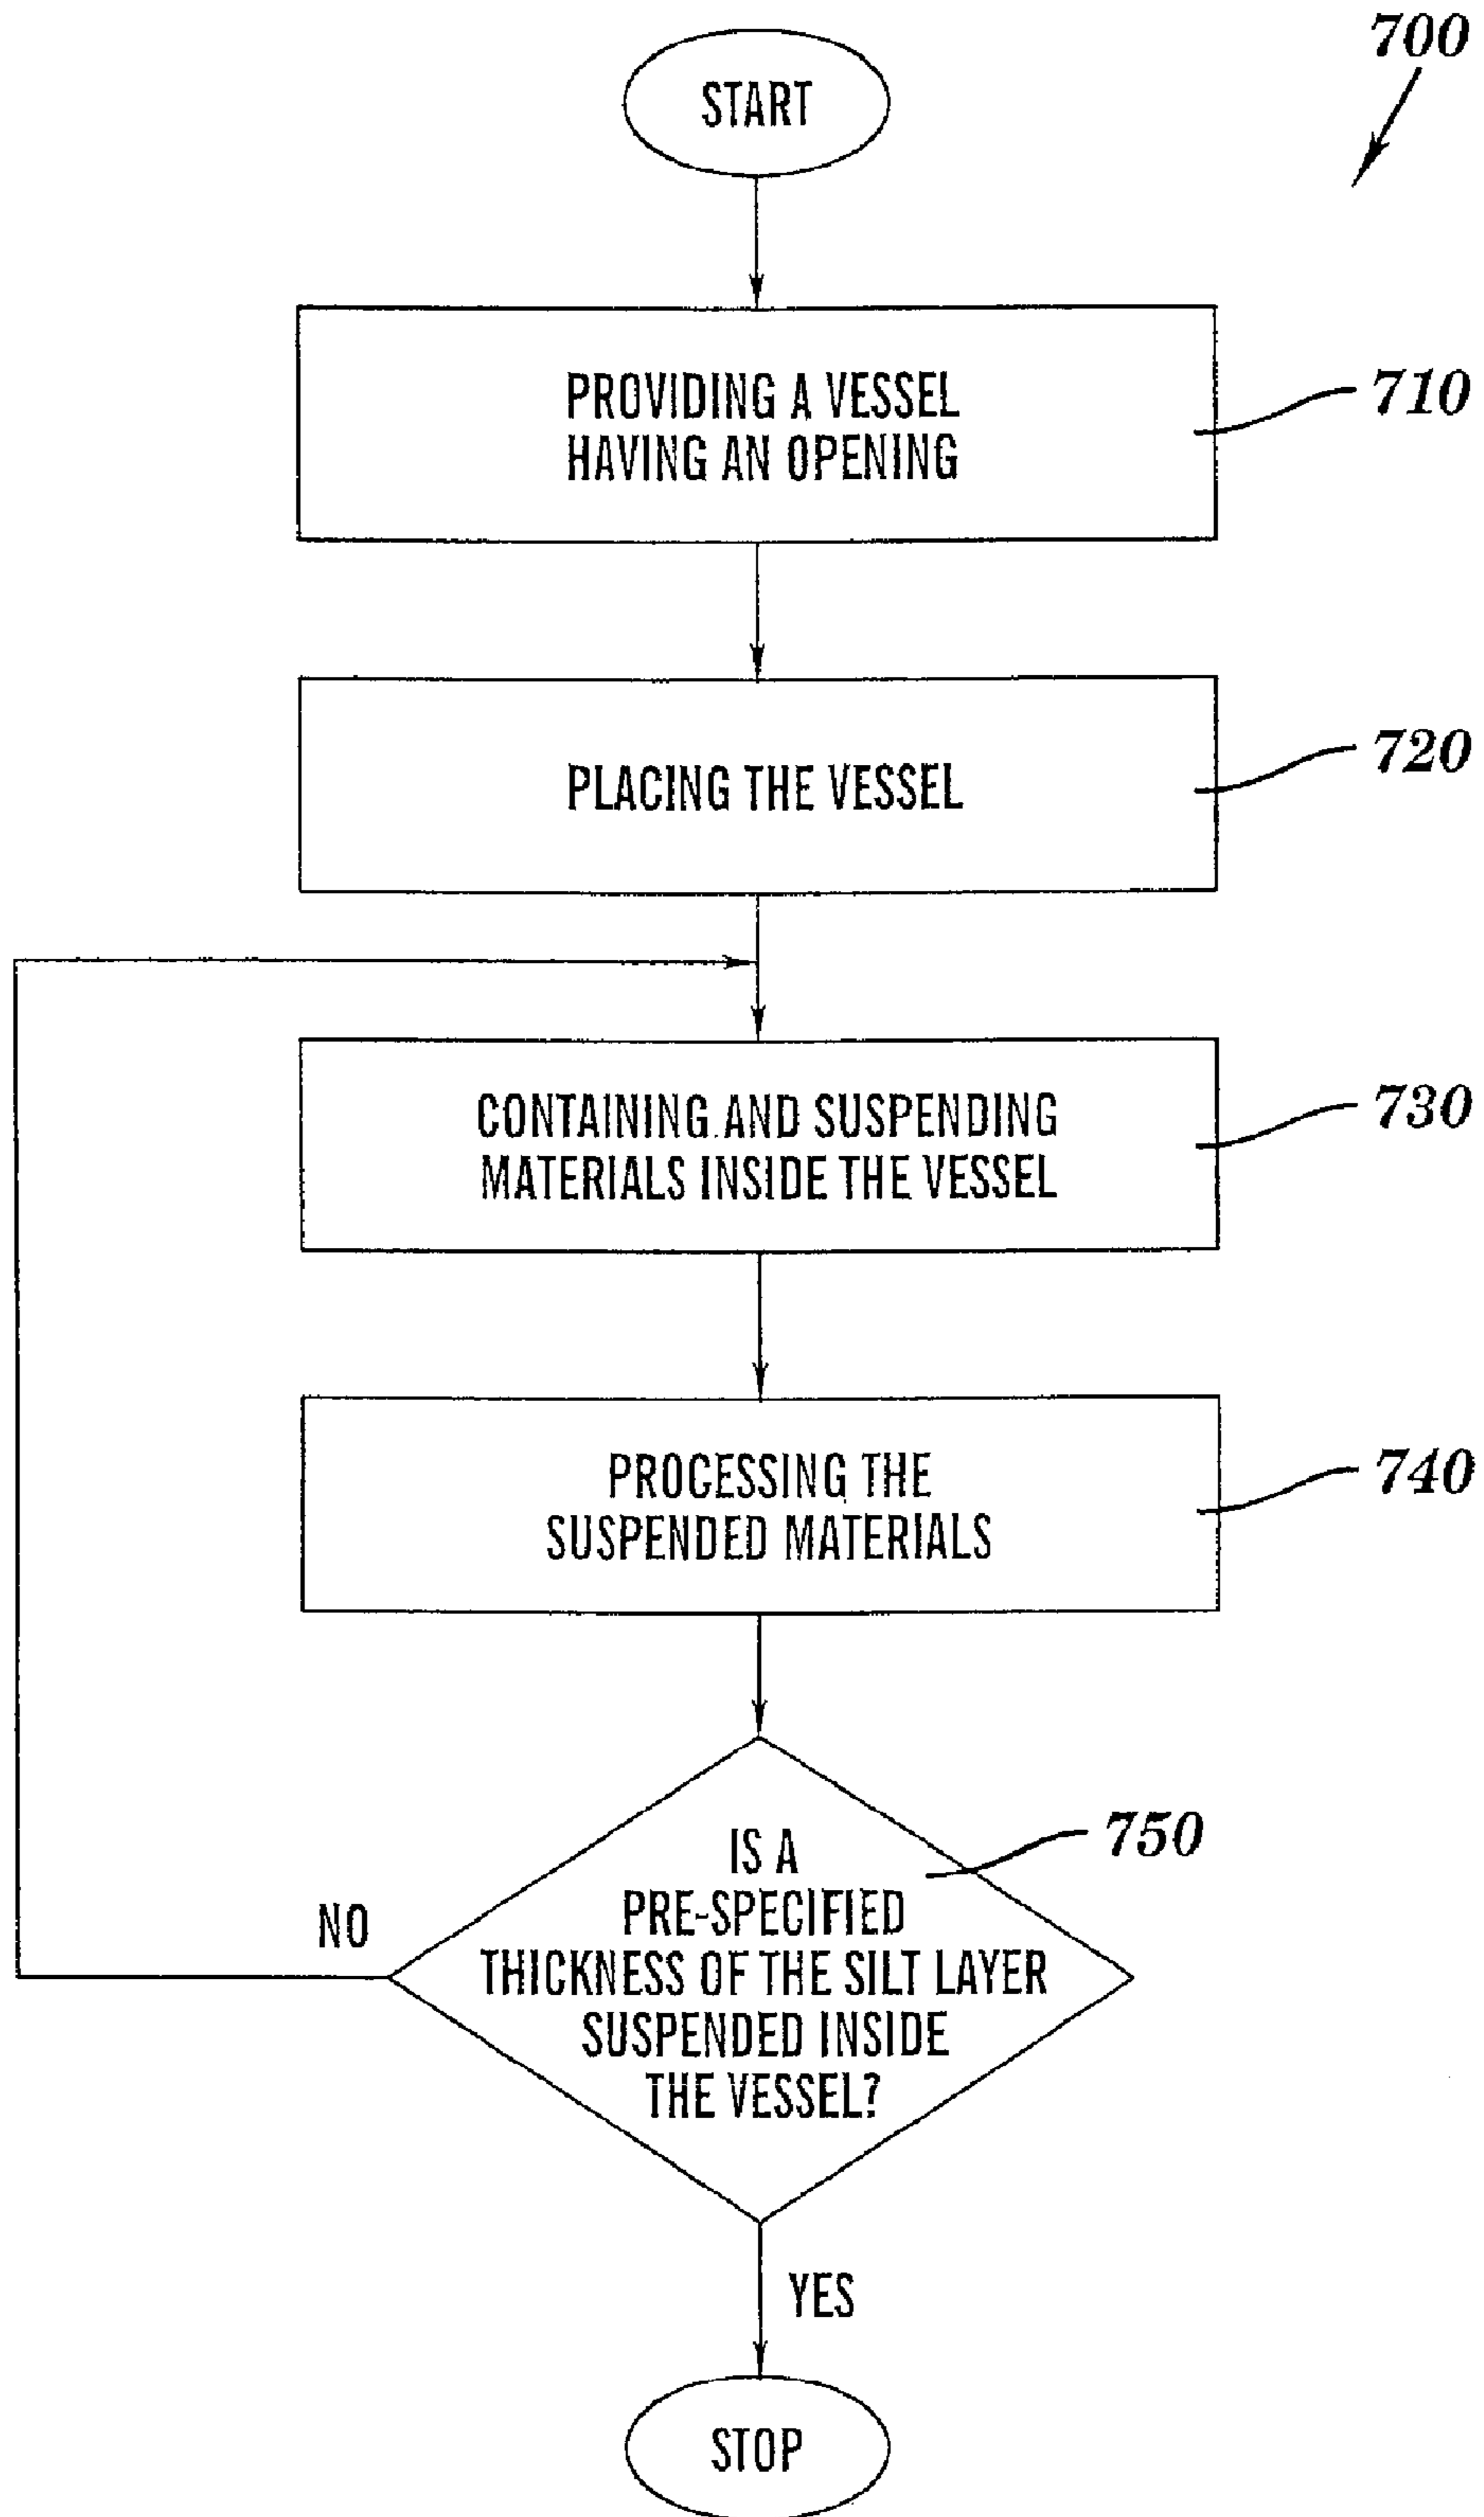 700
START
PROVIDING A VESSEL
HAVING AN OPENING
710
PLACING THE VESSEL
720
CONTAINING AND SUSPENDING
MATERIALS INSIDE THE VESSEL
730
PROCESSING THE
SUSPENDED MATERIALS
740
IS A
PRE-SPECIFIED
THICKNESS OF THE SILT LAYER
SUSPENDED INSIDE
THE VESSEL?
750
NO
YES
STOP